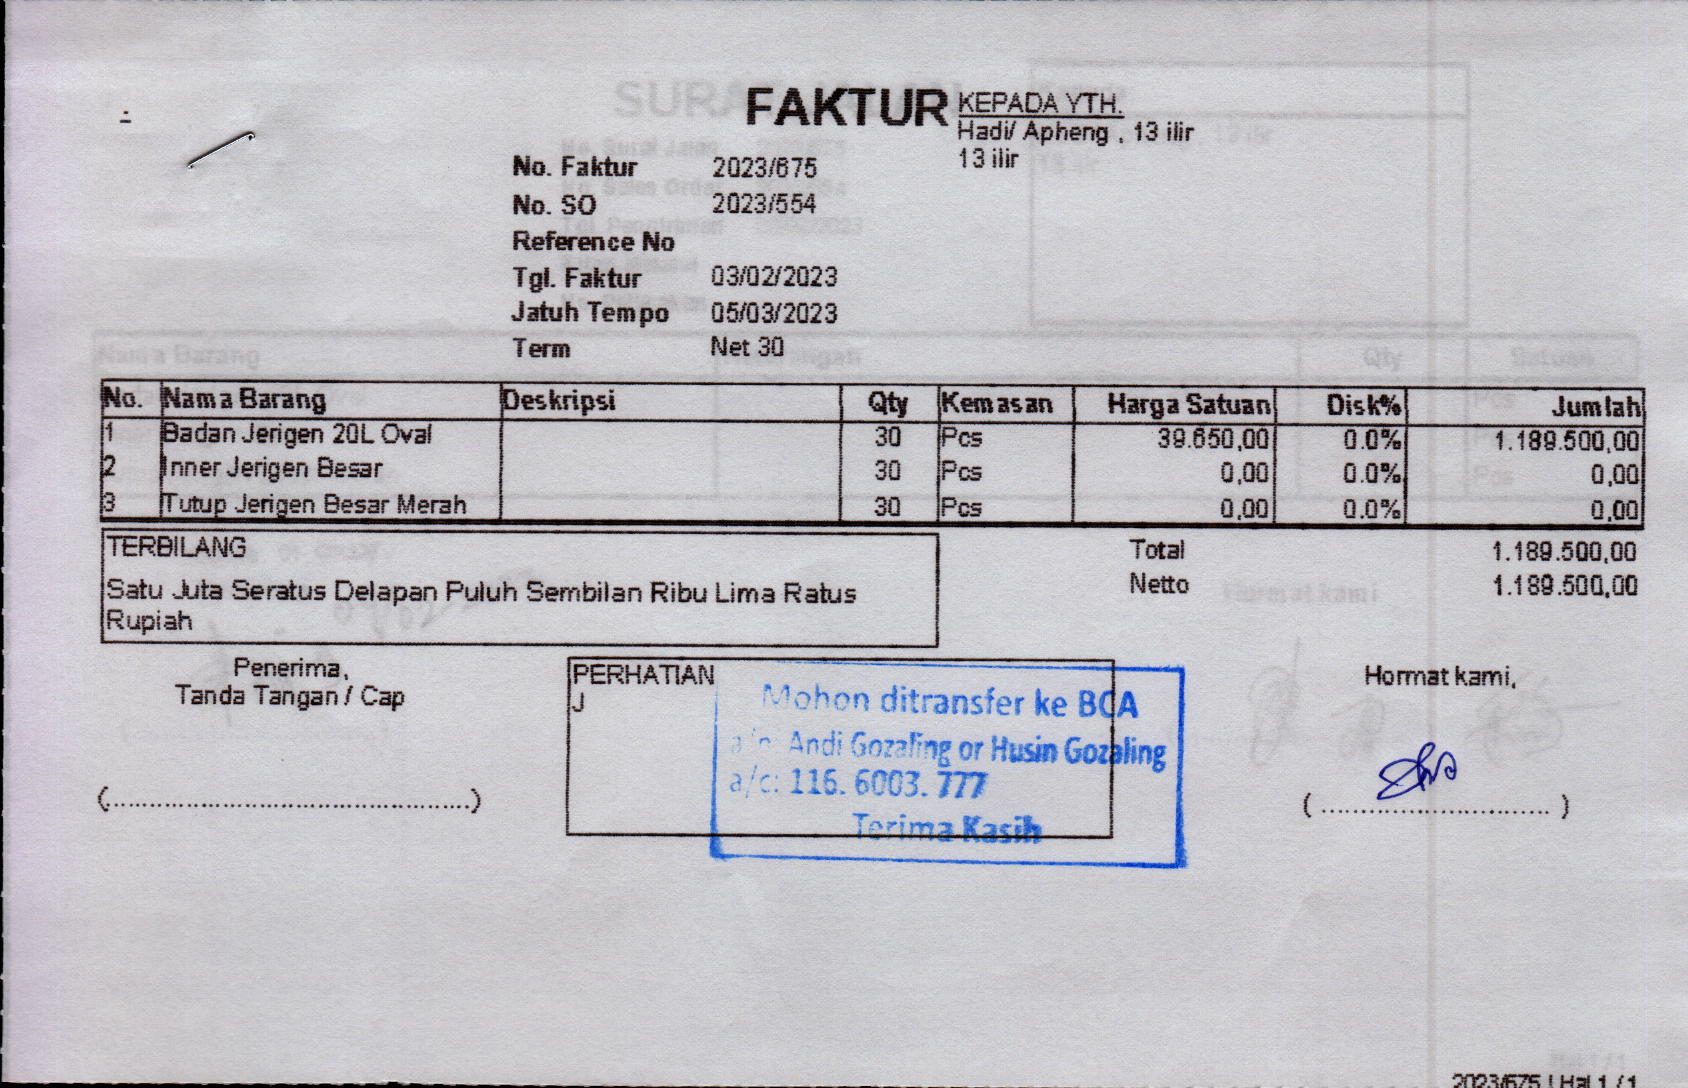 FAKTUR
KEPADA YTH.
Hadi/ Apheng , 13 ilir
13 ilir
No. Faktur 2023/675
No. SO 2023/554
Reference No
Tgl. Faktur 03/02/2023
Jatuh Tempo 05/03/2023
Term Net 30
No. Nama Barang Deskripsi Qty Kemasan Harga Satuan Disk% Jumlah
1 Badan Jerigen 20L Oval 30 Pcs 39.650,00 0.0% 1.189.500,00
2 Inner Jerigen Besar 30 Pcs 0,00 0.0% 0,00
3 Tutup Jerigen Besar Merah 30 Pcs 0,00 0.0% 0,00
TERBILANG
Satu Juta Seratus Delapan Puluh Sembilan Ribu Lima Ratus
Rupiah
Total 1.189.500,00
Netto 1.189.500,00
Penerima,
Tanda Tangan / Cap
(..........................................)
PERHATIAN
J
Mohon ditransfer ke BCA
a/n: Andi Gozaling or Husin Gozaling
a/c: 116. 6003. 777
Terima Kasih
Hormat kami,
( .......................... )
2023/675 | Hal 1 / 1